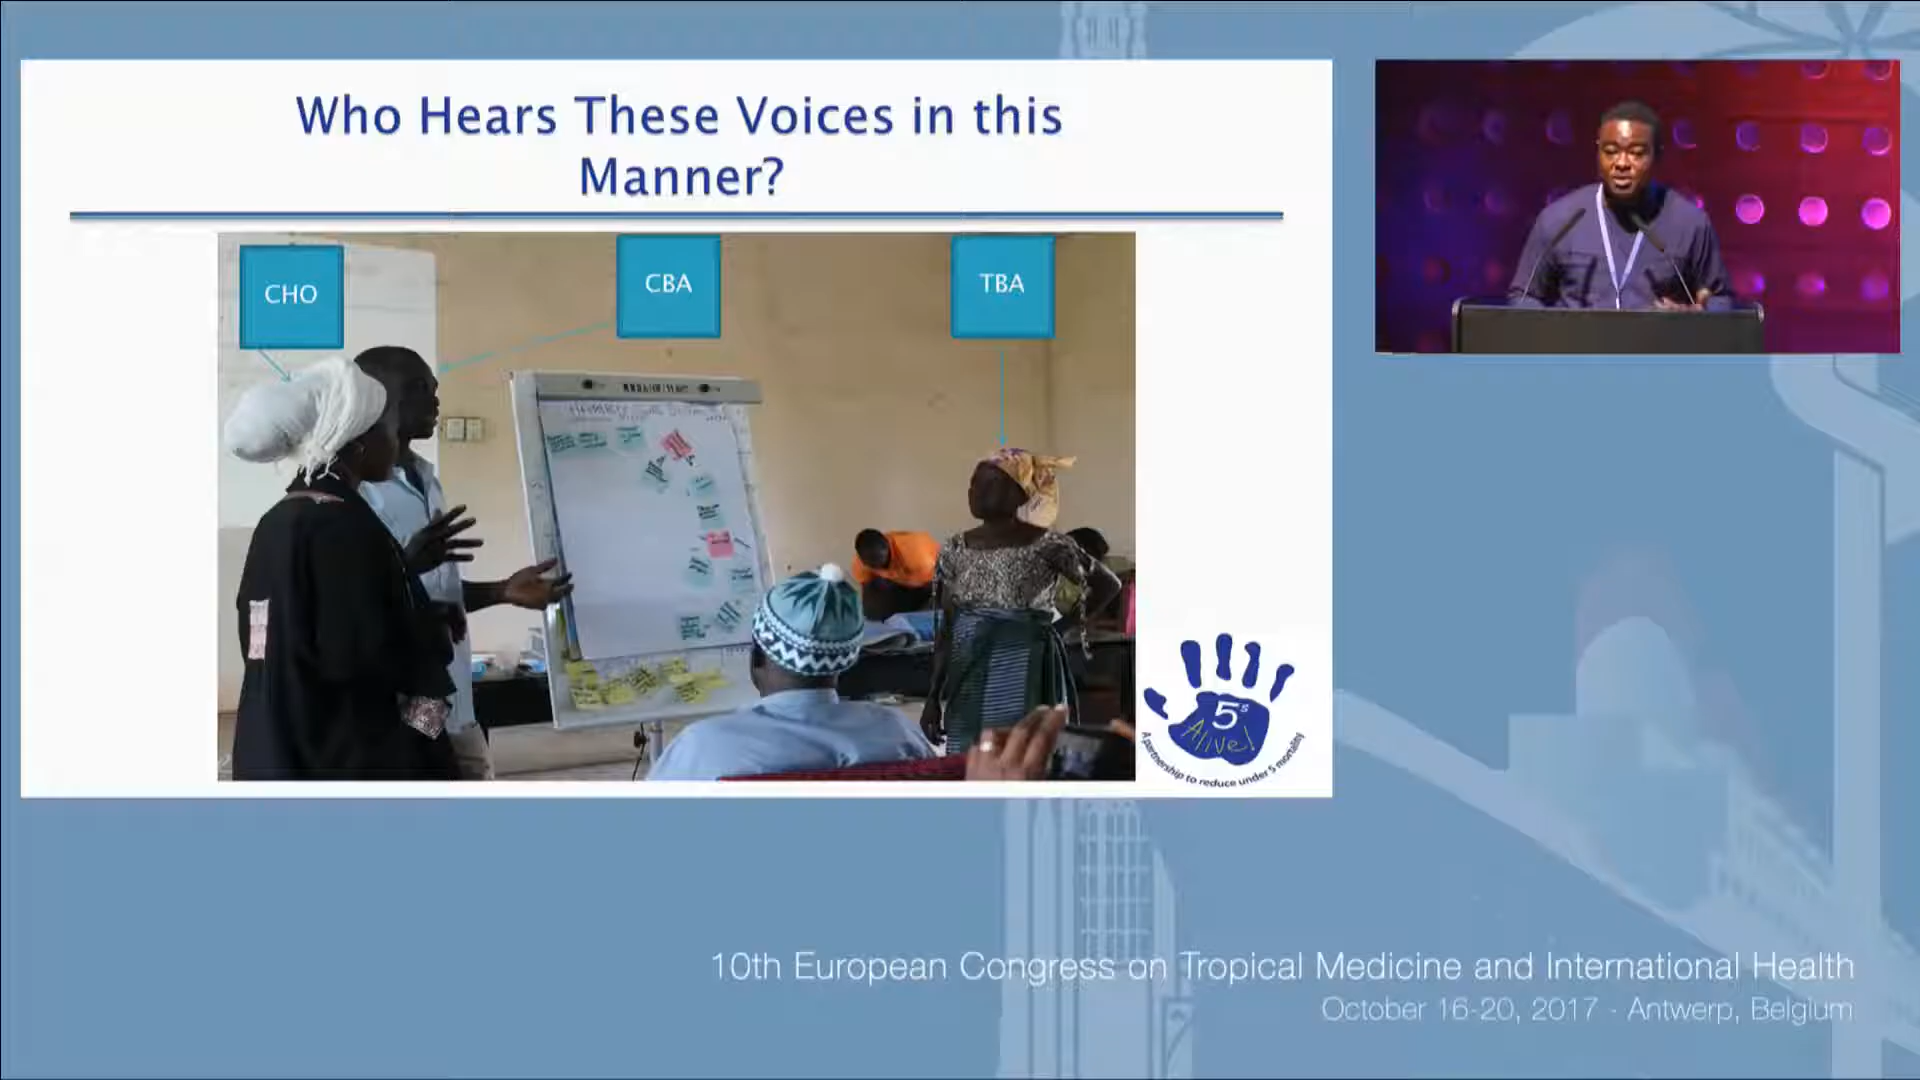 Who Hears These Voices in this
Manner?
CHO
CBA
TBA
5s
Alive!
A partnership to reduce under 5 mortality
10th European Congress on Tropical Medicine and International Health
October 16-20, 2017 - Antwerp, Belgium